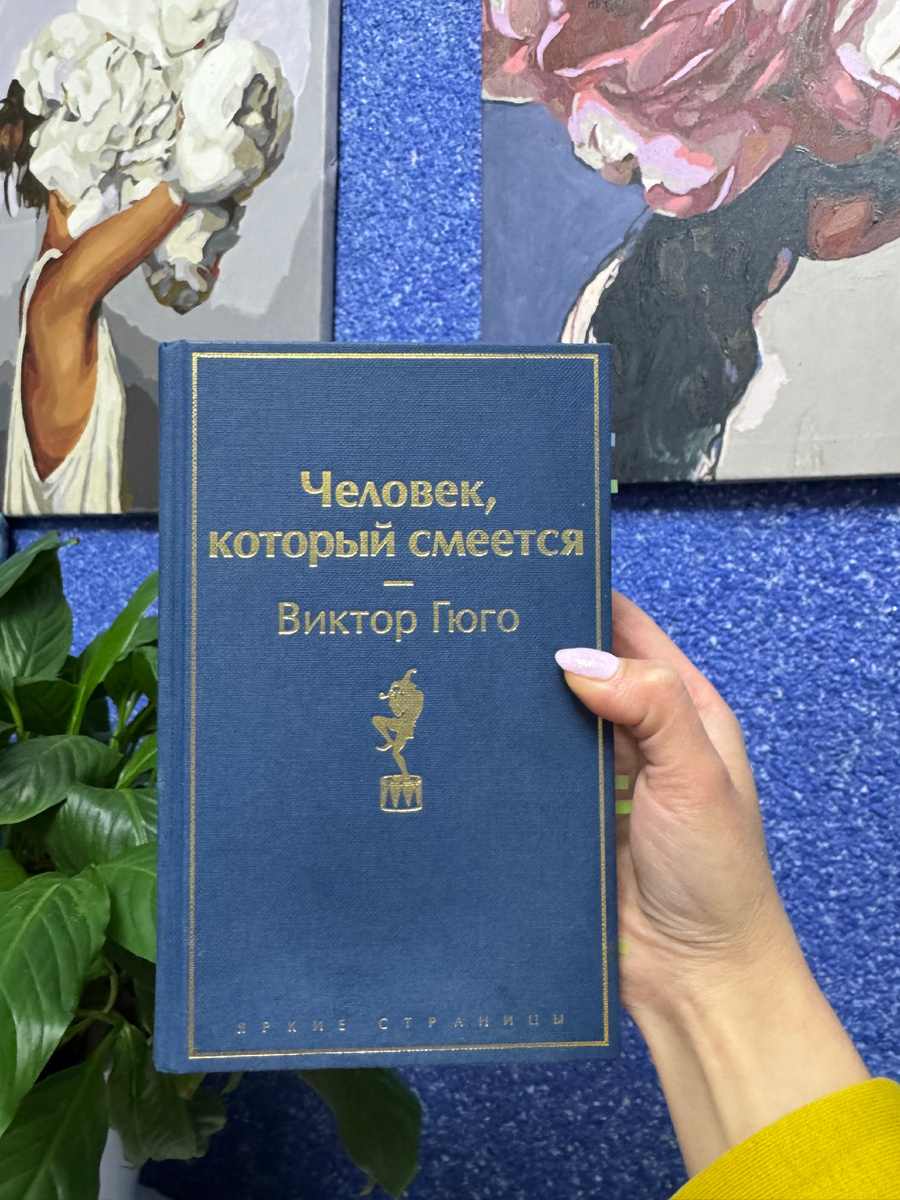 Человек,
который смеется
Виктор Гюго
ЯРКИЕ СТРАНИЦЫ